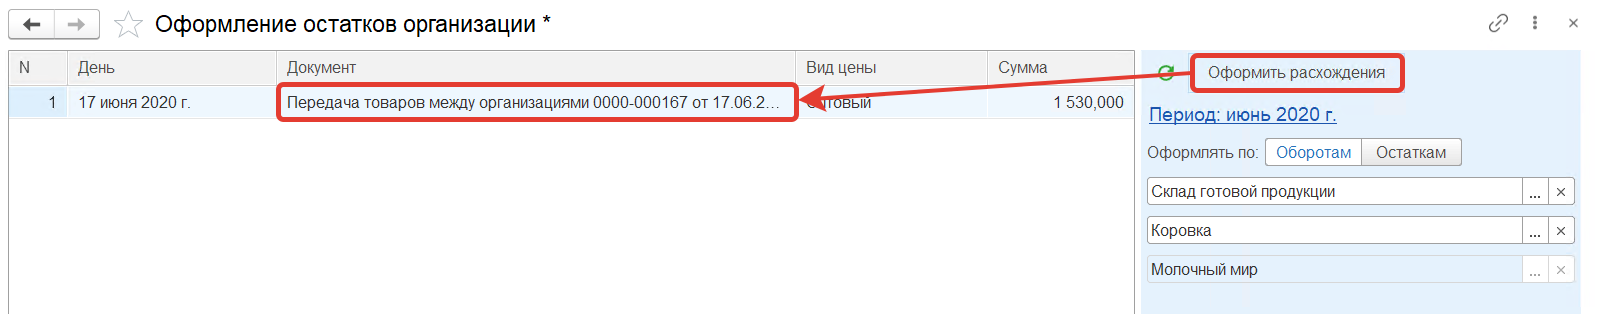 Оформление остатков организации *
N День Документ Вид цены Сумма
1 17 июня 2020 г. Передача товаров между организациями 0000-000167 от 17.06.2... товый 1 530,000
Оформить расхождения
Период: июнь 2020 г.
Оформлять по: Оборотам Остаткам
Склад готовой продукции ... ×
Коровка ... ×
Молочный мир ... ×